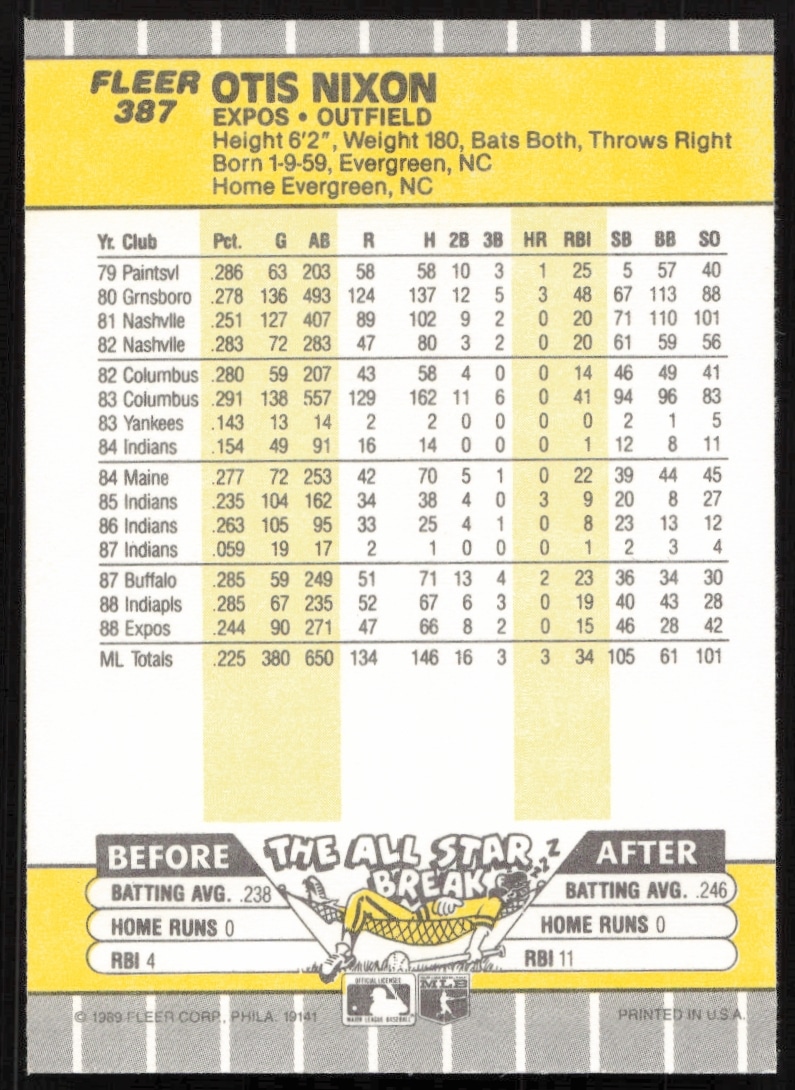 FLEER OTIS NIXON
387 EXPOS • OUTFIELD
Height 6'2", Weight 180, Bats Both, Throws Right
Born 1-9-59, Evergreen, NC
Home Evergreen, NC
Yr. Club Pct. G AB R H 2B 3B HR RBI SB BB SO
79 Paintsvl .286 63 203 58 58 10 3 1 25 5 57 40
80 Grnsboro .278 136 493 124 137 12 5 3 48 67 113 88
81 Nashvlle .251 127 407 89 102 9 2 0 20 71 110 101
82 Nashvlle .283 72 283 47 80 3 2 0 20 61 59 56
82 Columbus .280 59 207 43 58 4 0 0 14 46 49 41
83 Columbus .291 138 557 129 162 11 6 0 41 94 96 83
83 Yankees .143 13 14 2 2 0 0 0 0 2 1 5
84 Indians .154 49 91 16 14 0 0 0 1 12 8 11
84 Maine .277 72 253 42 70 5 1 0 22 39 44 45
85 Indians .235 104 162 34 38 4 0 3 9 20 8 27
86 Indians .263 105 95 33 25 4 1 0 8 23 13 12
87 Indians .059 19 17 2 1 0 0 0 1 2 3 4
87 Buffalo .285 59 249 51 71 13 4 2 23 36 34 30
88 Indiapls .285 67 235 52 67 6 3 0 19 40 43 28
88 Expos .244 90 271 47 66 8 2 0 15 46 28 42
ML Totals .225 380 650 134 146 16 3 3 34 105 61 101
THE ALL STAR BREAK
zzZ
BEFORE
BATTING AVG. .238
HOME RUNS 0
RBI 4
AFTER
BATTING AVG. .246
HOME RUNS 0
RBI 11
OFFICIAL LICENSEE
MAJOR LEAGUE BASEBALL
MLB
© 1989 FLEER CORP., PHILA. 19141 PRINTED IN U.S.A.